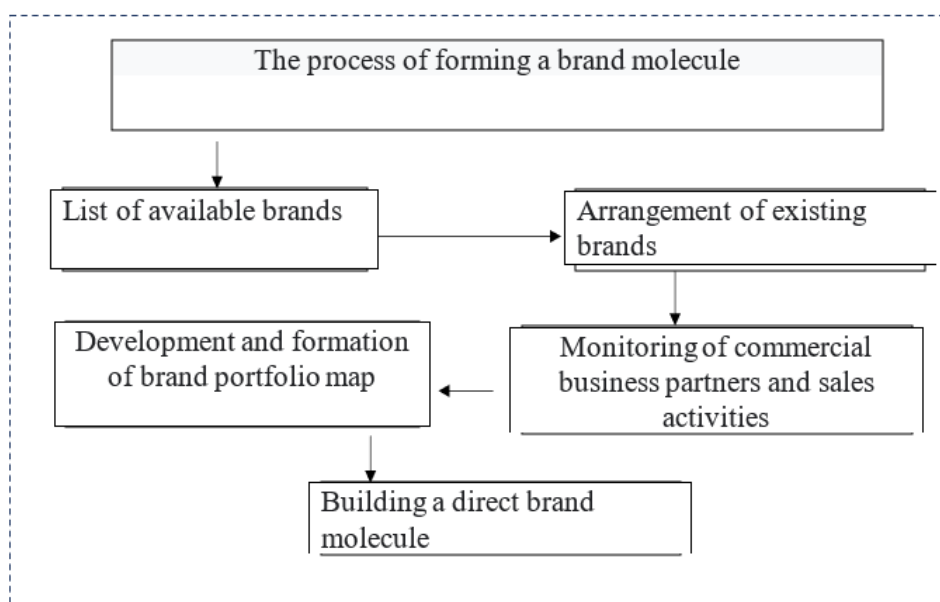 The process of forming a brand molecule
List of available brands
Arrangement of existing
brands
Monitoring of commercial
business partners and sales
activities
Development and formation
of brand portfolio map
Building a direct brand
molecule